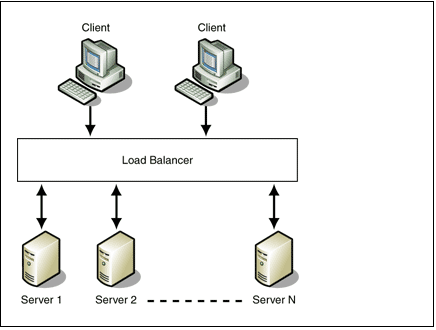 Client Client
Load Balancer
Server 1 Server 2 Server N